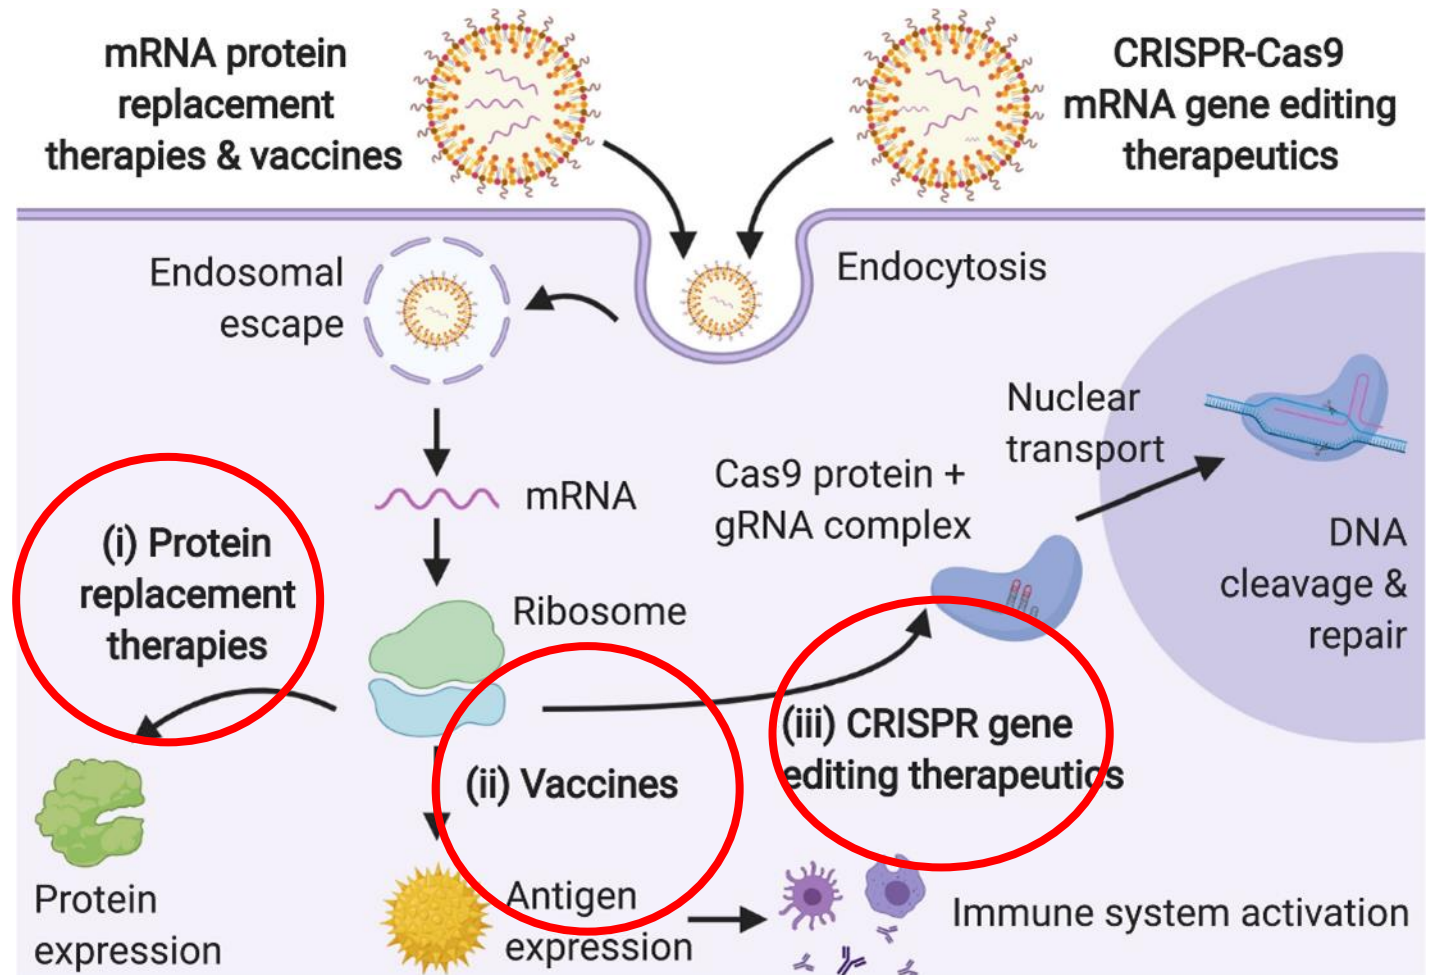 mRNA protein
replacement
therapies & vaccines
CRISPR-Cas9
mRNA gene editing
therapeutics
Endosomal
escape
Endocytosis
Nuclear
transport
mRNA
Cas9 protein +
gRNA complex
DNA
cleavage &
repair
(i) Protein
replacement
therapies
Ribosome
(ii) Vaccines
(iii) CRISPR gene
editing therapeutics
Protein
expression
Antigen
expression
Immune system activation